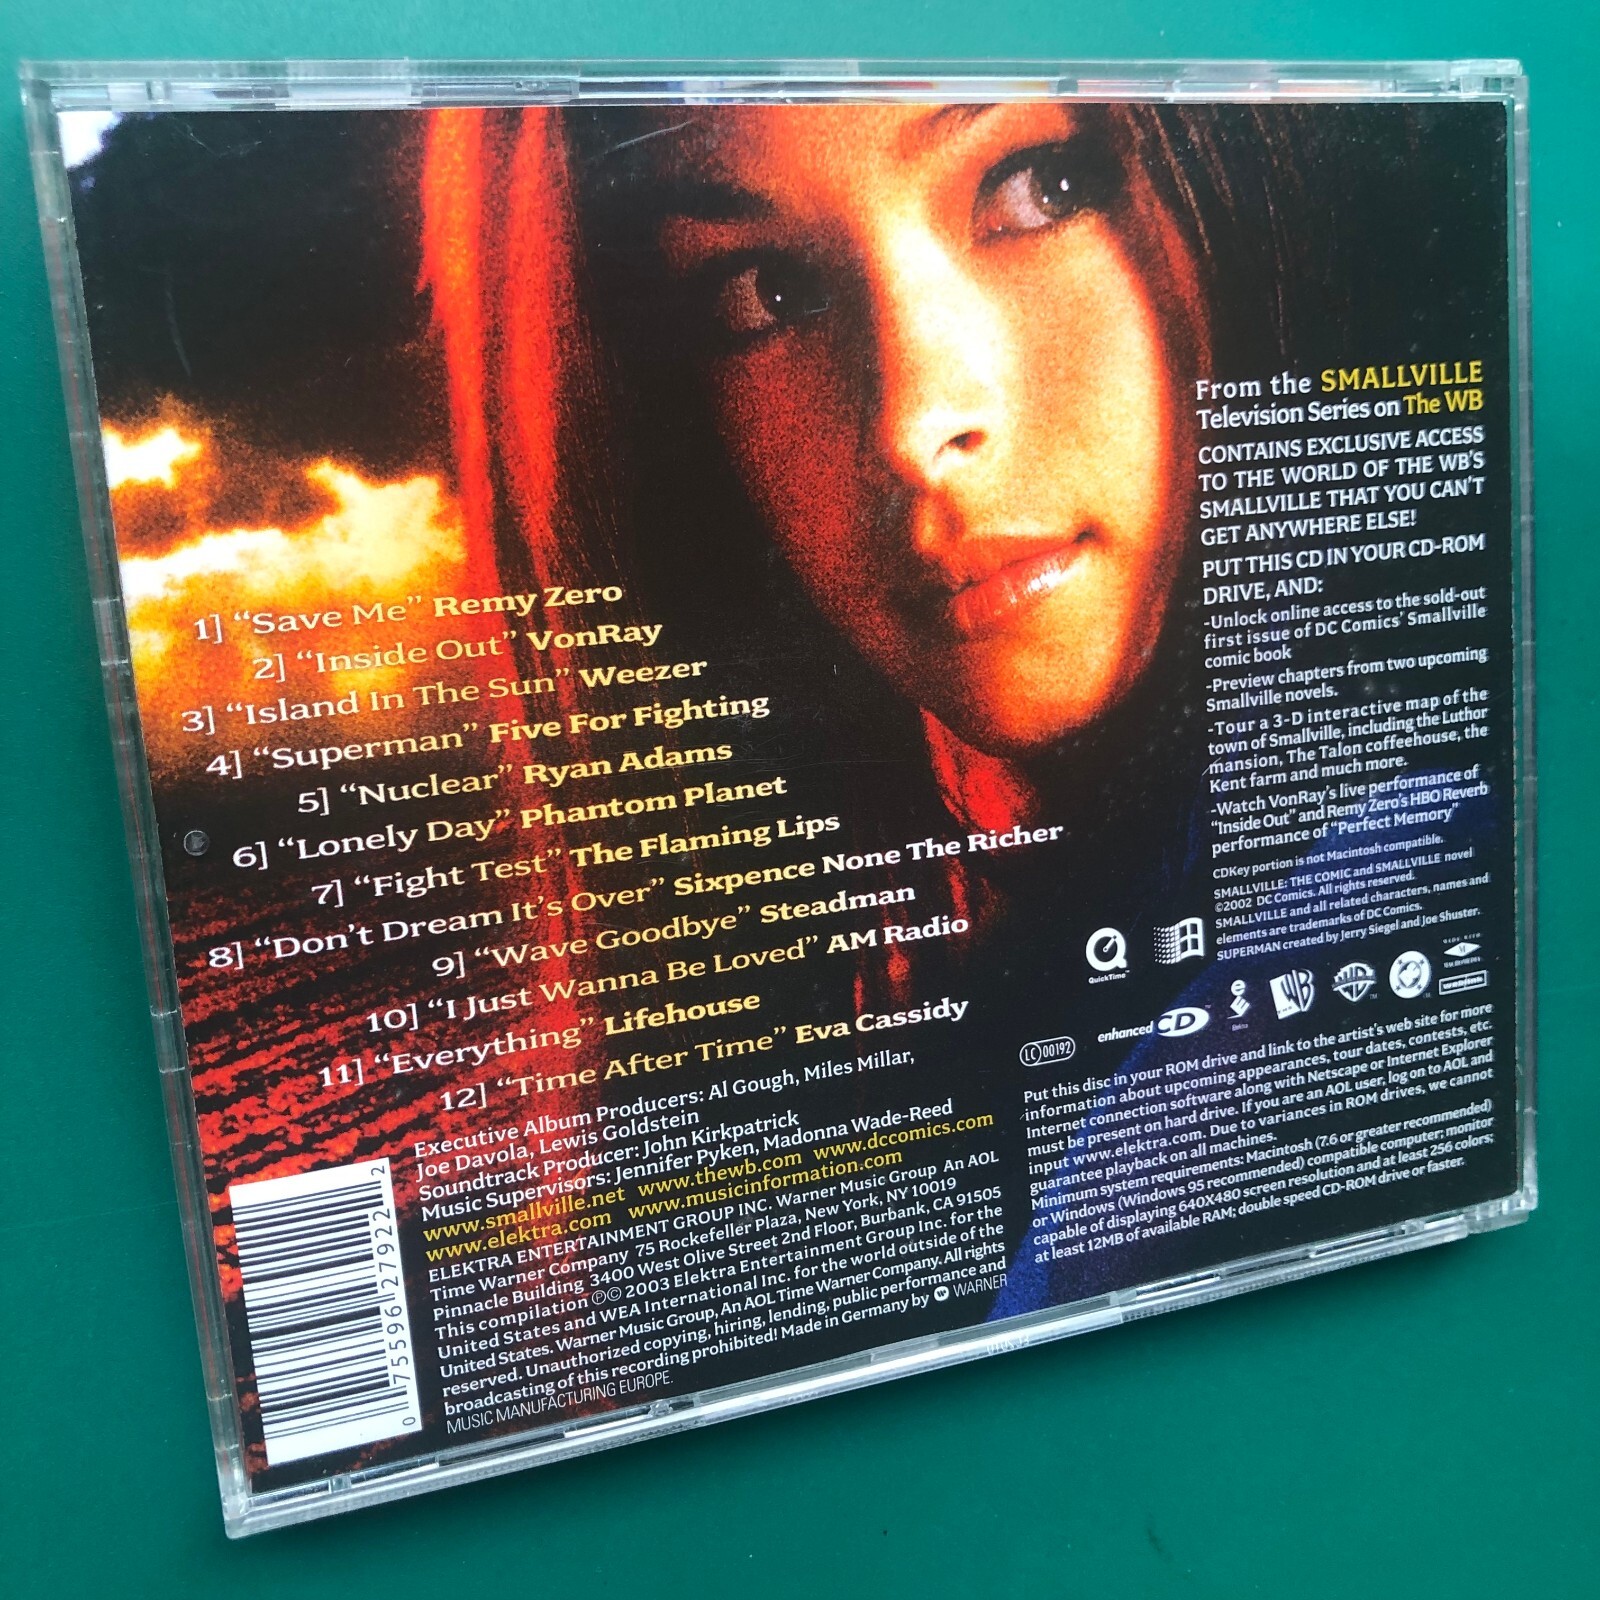 1] “Save Me” Remy Zero
2] “Inside Out” VonRay
3] “Island In The Sun” Weezer
4] “Superman” Five For Fighting
5] “Nuclear” Ryan Adams
6] “Lonely Day” Phantom Planet
7] “Fight Test” The Flaming Lips
8] “Don't Dream It's Over” Sixpence None The Richer
9] “Wave Goodbye” Steadman
10] “I Just Wanna Be Loved” AM Radio
11] “Everything” Lifehouse
12] “Time After Time” Eva Cassidy
Executive Album Producers: Al Gough, Miles Millar,
Joe Davola, Lewis Goldstein
Soundtrack Producer: John Kirkpatrick
Music Supervisors: Jennifer Pyken, Madonna Wade-Reed
www.smallville.net www.thewb.com www.dccomics.com
www.elektra.com www.musicinformation.com
ELEKTRA ENTERTAINMENT GROUP INC. Warner Music Group An AOL
Time Warner Company 75 Rockefeller Plaza, New York, NY 10019
Pinnacle Building 3400 West Olive Street 2nd Floor, Burbank, CA 91505
This compilation ℗© 2003 Elektra Entertainment Group Inc. for the
United States and WEA International Inc. for the world outside of the
United States. Warner Music Group, An AOL Time Warner Company. All rights
reserved. Unauthorized copying, hiring, lending, public performance and
broadcasting of this recording prohibited! Made in Germany by WARNER
MUSIC MANUFACTURING EUROPE.
0 75596 27922 2
From the SMALLVILLE
Television Series on The WB
CONTAINS EXCLUSIVE ACCESS
TO THE WORLD OF THE WB'S
SMALLVILLE THAT YOU CAN'T
GET ANYWHERE ELSE!
PUT THIS CD IN YOUR CD-ROM
DRIVE, AND:
-Unlock online access to the sold-out
first issue of DC Comics' Smallville
comic book
-Preview chapters from two upcoming
Smallville novels.
-Tour a 3-D interactive map of the
town of Smallville, including the Luthor
mansion, The Talon coffeehouse, the
Kent farm and much more.
-Watch VonRay's live performance of
“Inside Out” and Remy Zero's HBO Reverb
performance of “Perfect Memory”
CDKey portion is not Macintosh compatible.
SMALLVILLE: THE COMIC and SMALLVILLE novel
©2002 DC Comics. All rights reserved.
SMALLVILLE and all related characters, names and
elements are trademarks of DC Comics.
SUPERMAN created by Jerry Siegel and Joe Shuster.
QuickTime™
enhanced CD
Elektra
WB
LC 00192
Put this disc in your ROM drive and link to the artist's web site for more
information about upcoming appearances, tour dates, contests, etc.
Internet connection software along with Netscape or Internet Explorer
must be present on hard drive. If you are an AOL user, log on to AOL and
input www.elektra.com. Due to variances in ROM drives, we cannot
guarantee playback on all machines.
Minimum system requirements: Macintosh (7.6 or greater recommended)
or Windows (Windows 95 recommended) compatible computer; monitor
capable of displaying 640X480 screen resolution and at least 256 colors;
at least 12MB of available RAM; double speed CD-ROM drive or faster.